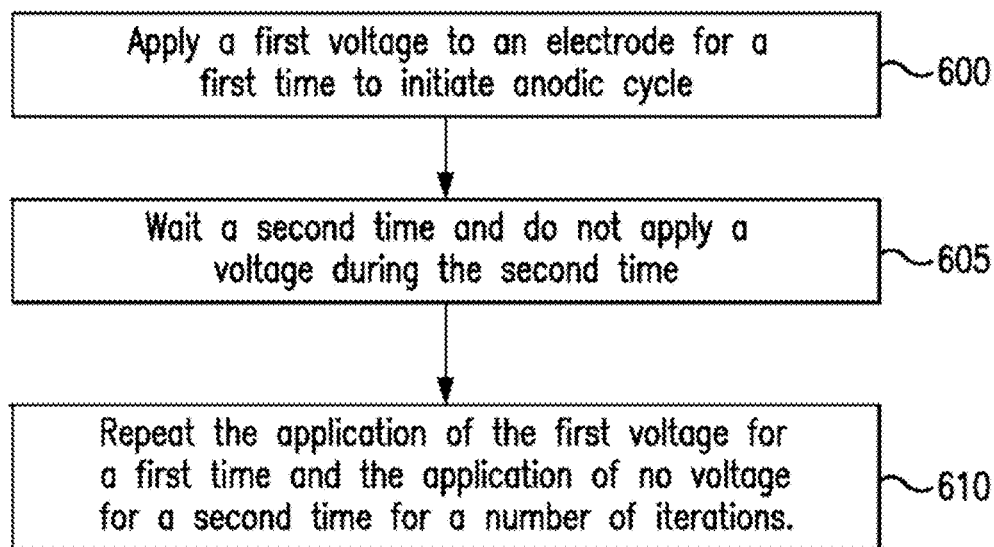 Apply a first voltage to an electrode for a
first time to initiate anodic cycle
600
Wait a second time and do not apply a
voltage during the second time
605
Repeat the application of the first voltage for
a first time and the application of no voltage
for a second time for a number of iterations.
610